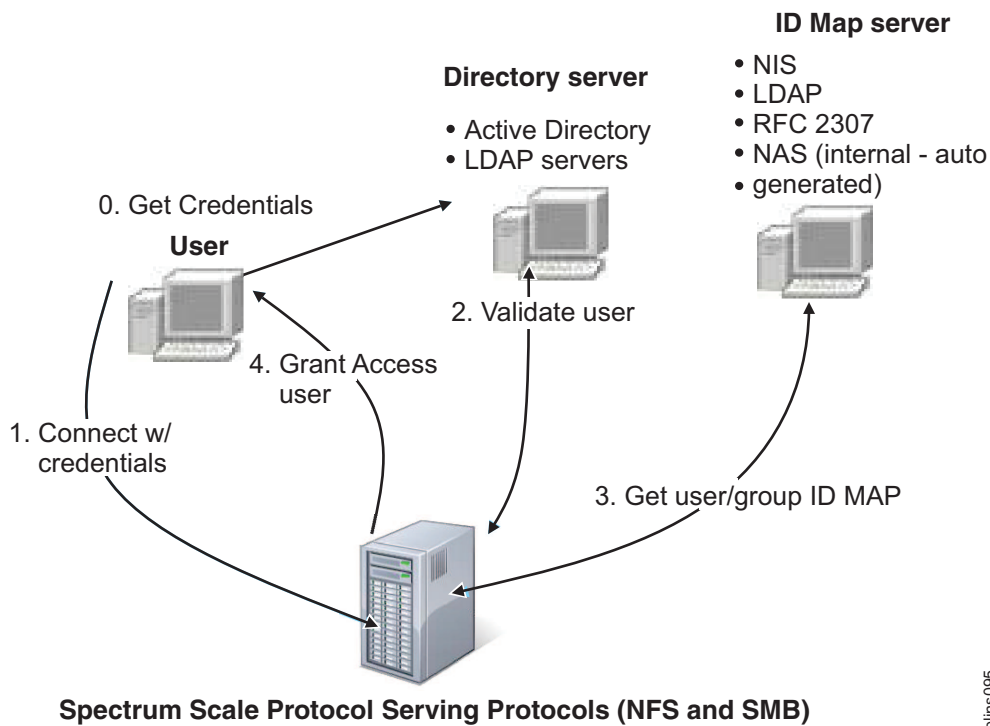 ID Map server
• NIS
• LDAP
• RFC 2307
• NAS (internal - auto
• generated)
Directory server
• Active Directory
• LDAP servers
0. Get Credentials
User
2. Validate user
4. Grant Access
user
1. Connect w/
credentials
3. Get user/group ID MAP
Spectrum Scale Protocol Serving Protocols (NFS and SMB)